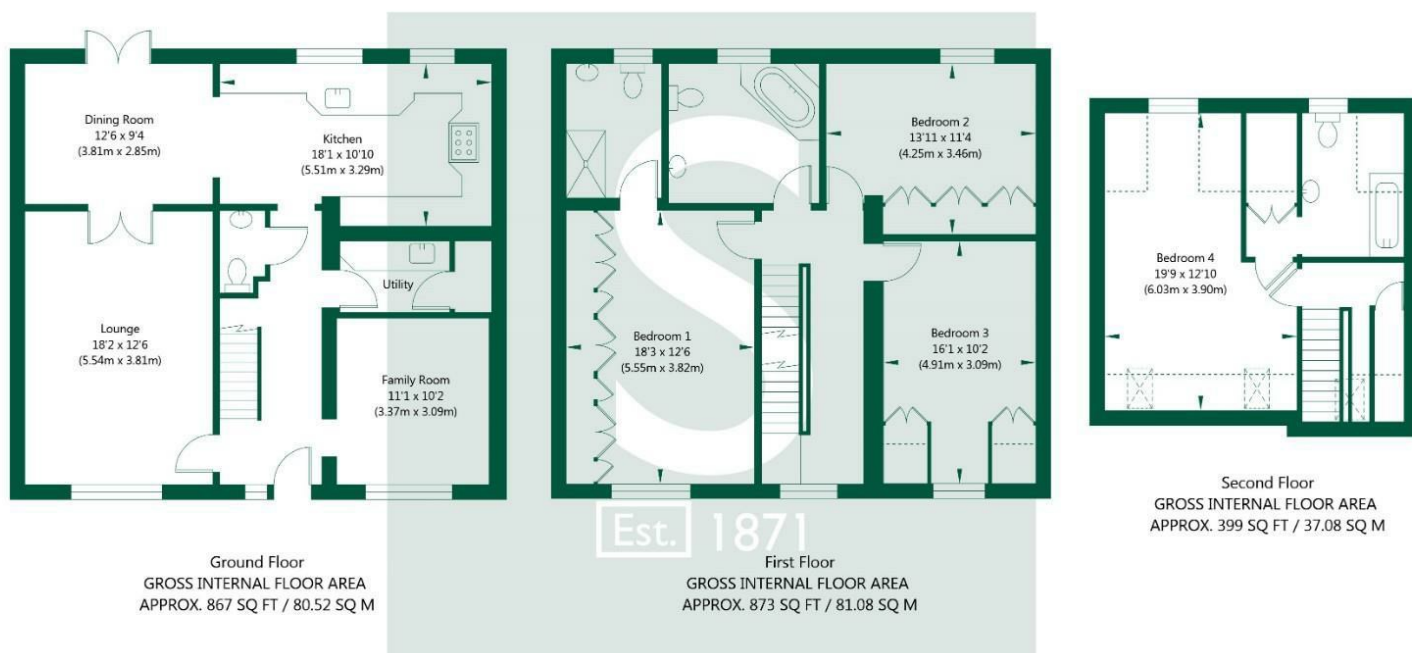 Dining Room
12'6 x 9'4
(3.81m x 2.85m)
Kitchen
18'1 x 10'10
(5.51m x 3.29m)
Lounge
18'2 x 12'6
(5.54m x 3.81m)
Utility
Family Room
11'1 x 10'2
(3.37m x 3.09m)
Ground Floor
GROSS INTERNAL FLOOR AREA
APPROX. 867 SQ FT / 80.52 SQ M
S
Bedroom 2
13'11 x 11'4
(4.25m x 3.46m)
Bedroom 1
18'3 x 12'6
(5.55m x 3.82m)
Bedroom 3
16'1 x 10'2
(4.91m x 3.09m)
Est. 1871
First Floor
GROSS INTERNAL FLOOR AREA
APPROX. 873 SQ FT / 81.08 SQ M
Bedroom 4
19'9 x 12'10
(6.03m x 3.90m)
Second Floor
GROSS INTERNAL FLOOR AREA
APPROX. 399 SQ FT / 37.08 SQ M